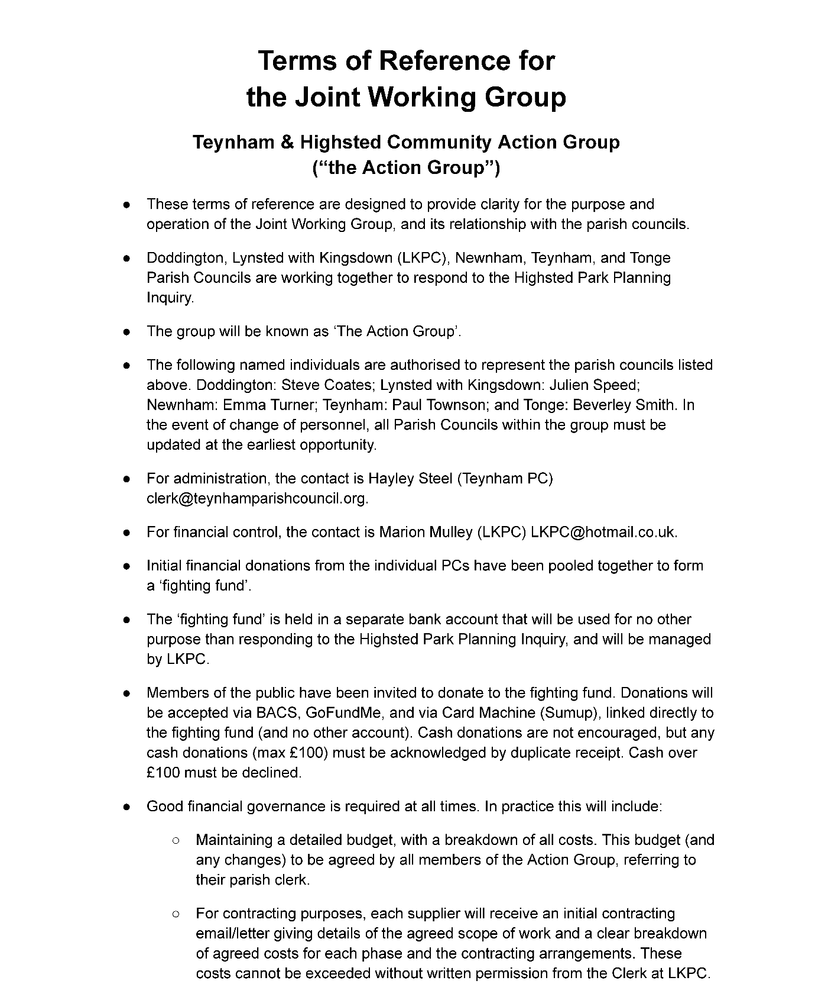 Terms of Reference for
the Joint Working Group
Teynham & Highsted Community Action Group
(“the Action Group”)
● These terms of reference are designed to provide clarity for the purpose and
operation of the Joint Working Group, and its relationship with the parish councils.
● Doddington, Lynsted with Kingsdown (LKPC), Newnham, Teynham, and Tonge
Parish Councils are working together to respond to the Highsted Park Planning
Inquiry.
● The group will be known as ‘The Action Group’.
● The following named individuals are authorised to represent the parish councils listed
above. Doddington: Steve Coates; Lynsted with Kingsdown: Julien Speed;
Newnham: Emma Turner; Teynham: Paul Townson; and Tonge: Beverley Smith. In
the event of change of personnel, all Parish Councils within the group must be
updated at the earliest opportunity.
● For administration, the contact is Hayley Steel (Teynham PC)
clerk@teynhamparishcouncil.org.
● For financial control, the contact is Marion Mulley (LKPC) LKPC@hotmail.co.uk.
● Initial financial donations from the individual PCs have been pooled together to form
a ‘fighting fund’.
● The ‘fighting fund’ is held in a separate bank account that will be used for no other
purpose than responding to the Highsted Park Planning Inquiry, and will be managed
by LKPC.
● Members of the public have been invited to donate to the fighting fund. Donations will
be accepted via BACS, GoFundMe, and via Card Machine (Sumup), linked directly to
the fighting fund (and no other account). Cash donations are not encouraged, but any
cash donations (max £100) must be acknowledged by duplicate receipt. Cash over
£100 must be declined.
● Good financial governance is required at all times. In practice this will include:
○ Maintaining a detailed budget, with a breakdown of all costs. This budget (and
any changes) to be agreed by all members of the Action Group, referring to
their parish clerk.
○ For contracting purposes, each supplier will receive an initial contracting
email/letter giving details of the agreed scope of work and a clear breakdown
of agreed costs for each phase and the contracting arrangements. These
costs cannot be exceeded without written permission from the Clerk at LKPC.